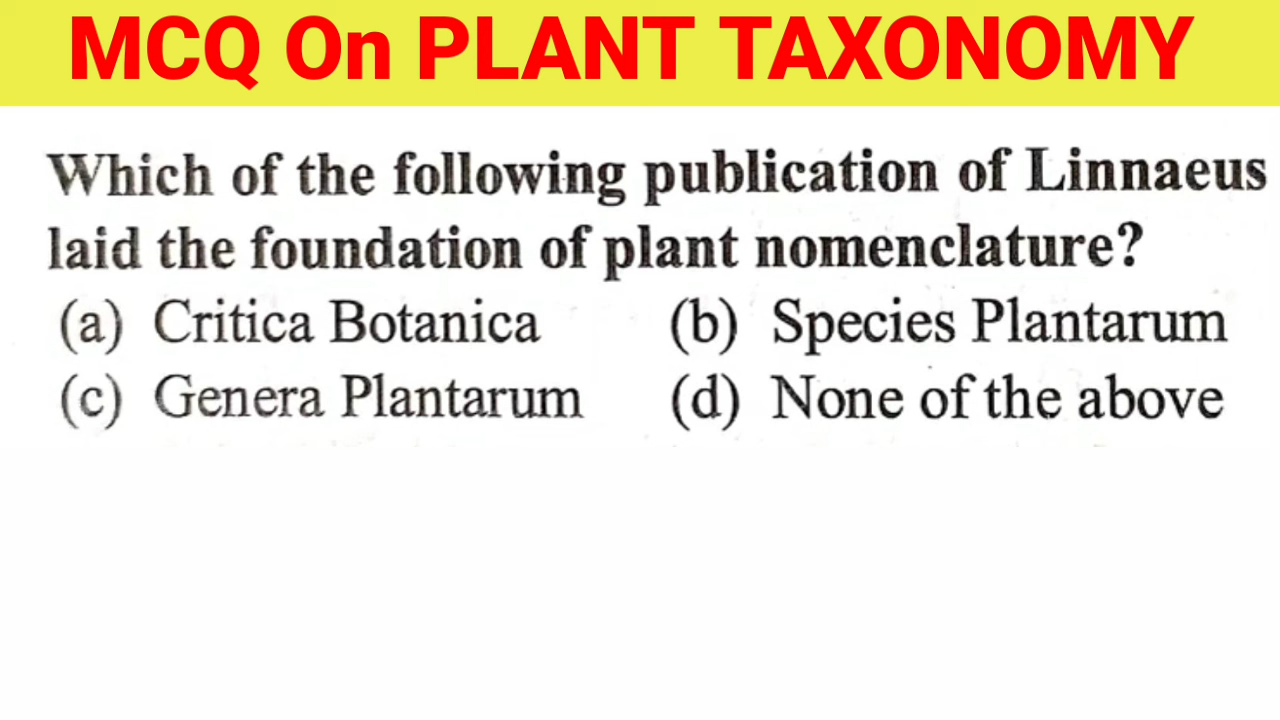 MCQ On PLANT TAXONOMY
Which of the following publication of Linnaeus
laid the foundation of plant nomenclature?
(a) Critica Botanica (b) Species Plantarum
(c) Genera Plantarum (d) None of the above